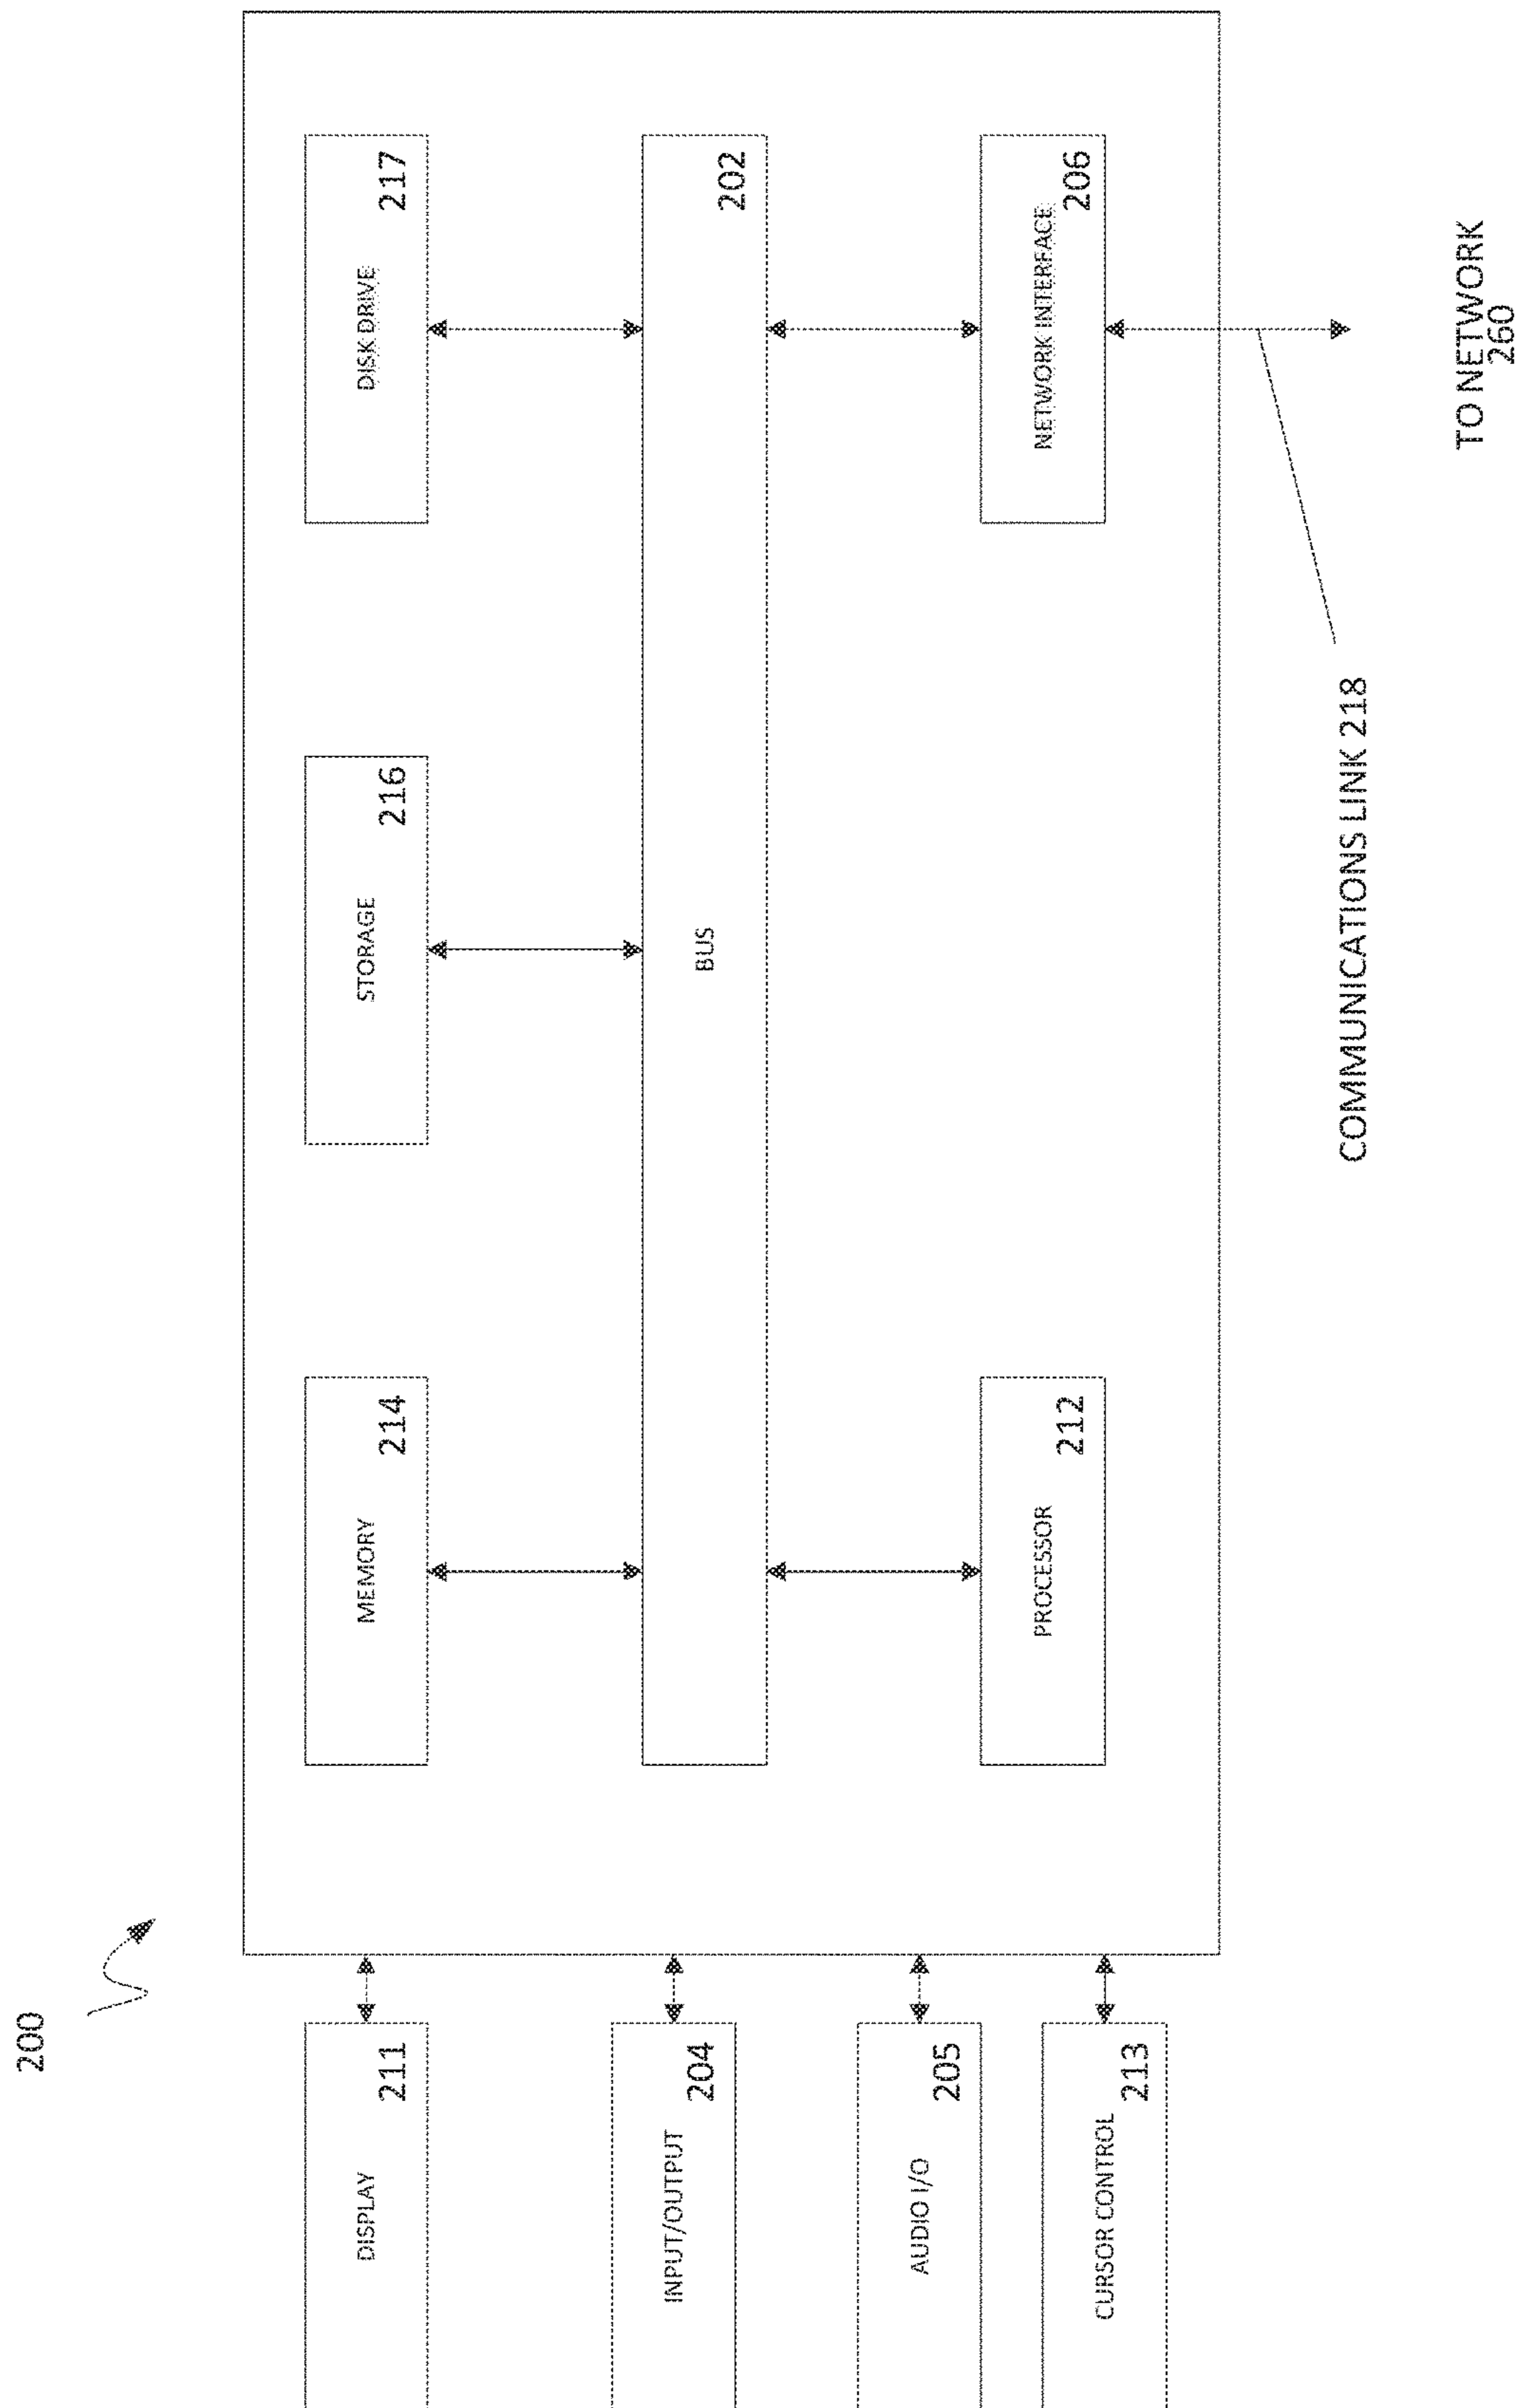 200
DISPLAY
211
INPUT/OUTPUT
204
AUDIO I/O
205
CURSOR CONTROL
213
MEMORY
214
STORAGE
216
DISK DRIVE
217
BUS
202
PROCESSOR
212
NETWORK INTERFACE
206
COMMUNICATIONS LINK 218
TO NETWORK
260